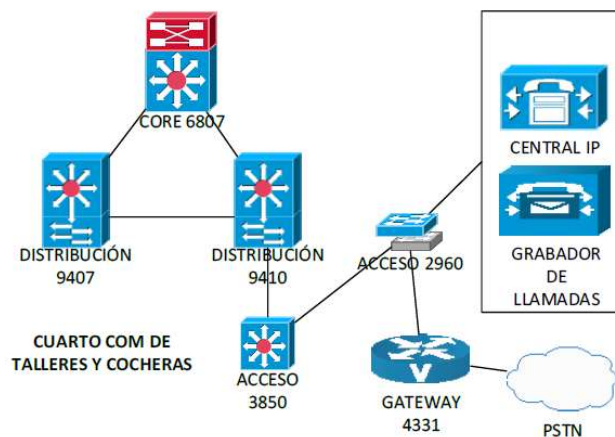 CORE 6807
CENTRAL IP
DISTRIBUCIÓN
9407
DISTRIBUCIÓN
9410
ACCESO 2960
GRABADOR
DE
LLAMADAS
CUARTO COM DE
TALLERES Y COCHERAS
ACCESO
3850
GATEWAY
4331
V
PSTN